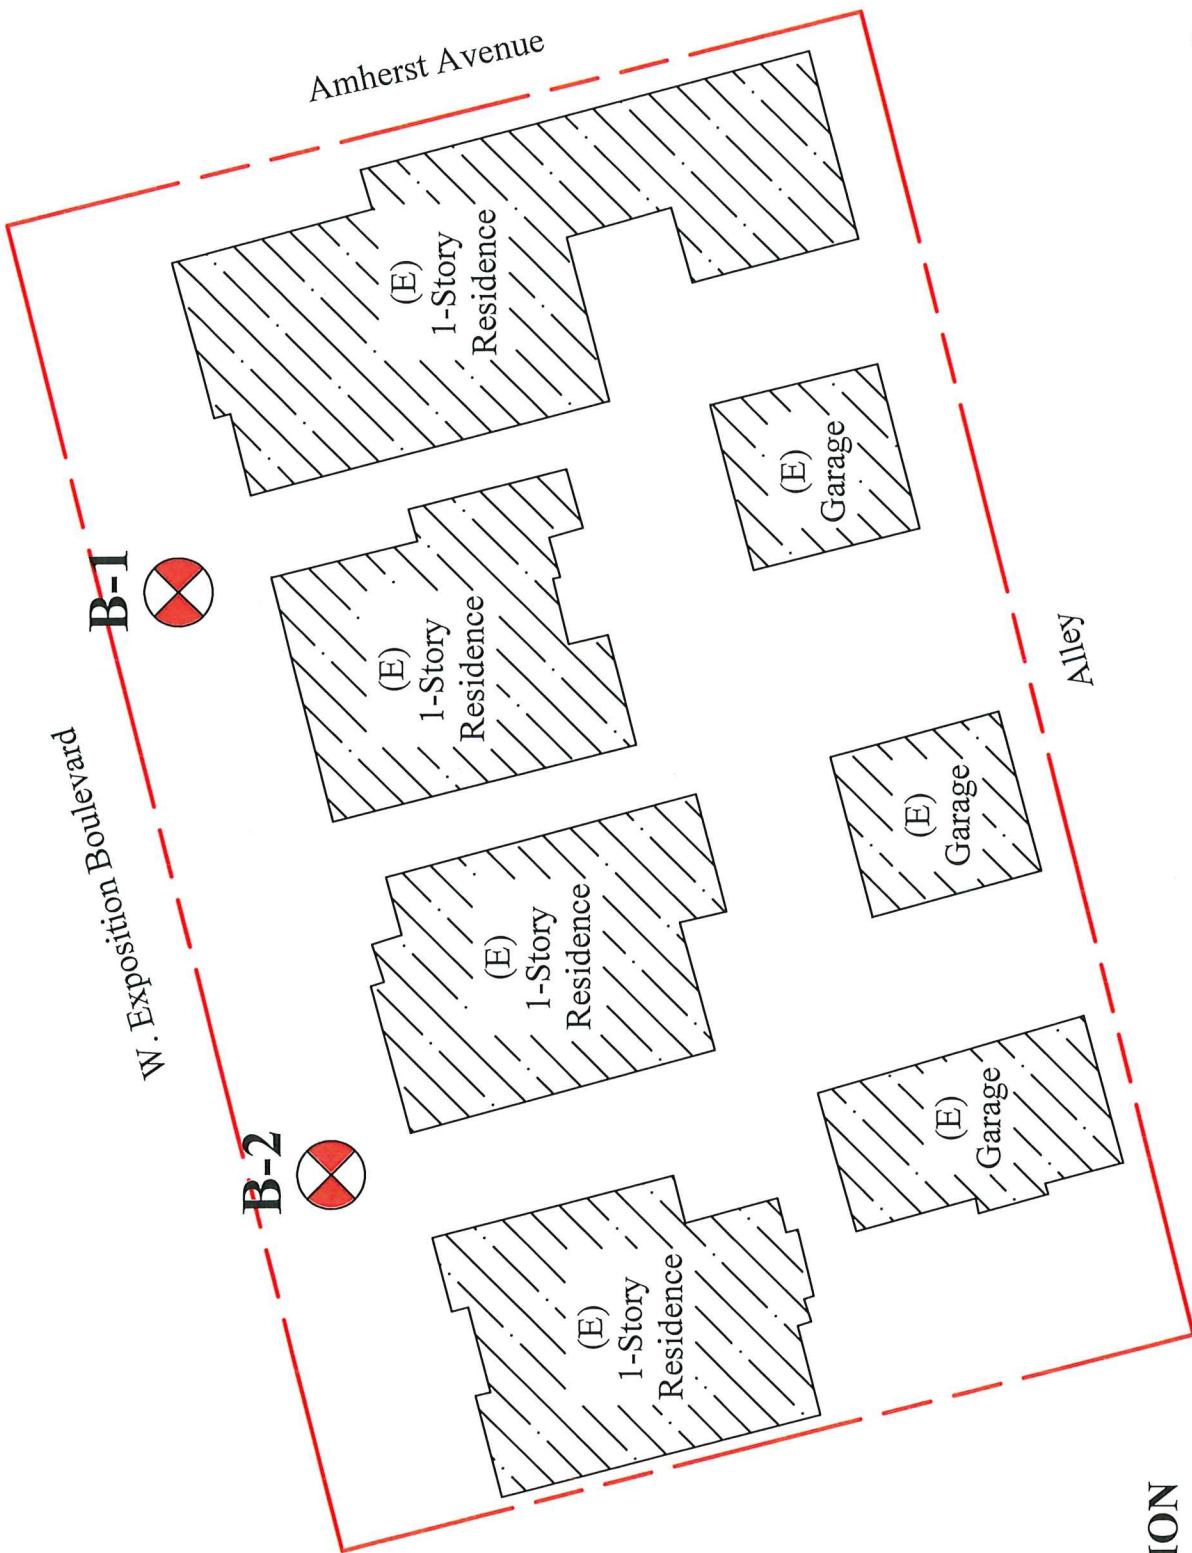 Amherst Avenue
W. Exposition Boulevard
B-1
B-2
(E)
1-Story
Residence
(E)
1-Story
Residence
(E)
1-Story
Residence
(E)
1-Story
Residence
(E)
Garage
(E)
Garage
(E)
Garage
Alley
ION